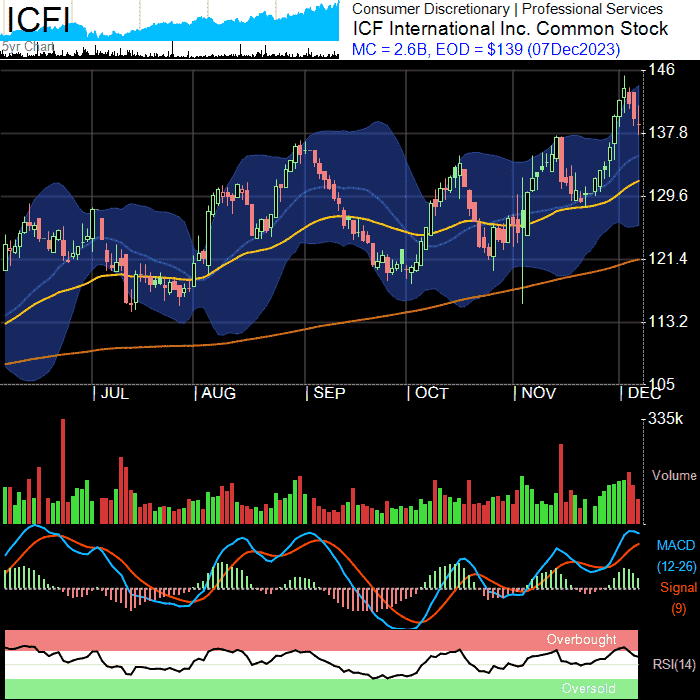 ICFI
5yr Chart
Consumer Discretionary | Professional Services
ICF International Inc. Common Stock
MC = 2.6B, EOD = $139 (07Dec2023)
146
137.8
129.6
121.4
113.2
105
JUL AUG SEP OCT NOV DEC
335k
Volume
MACD
(12-26)
Signal
(9)
Overbought
RSI(14)
Oversold